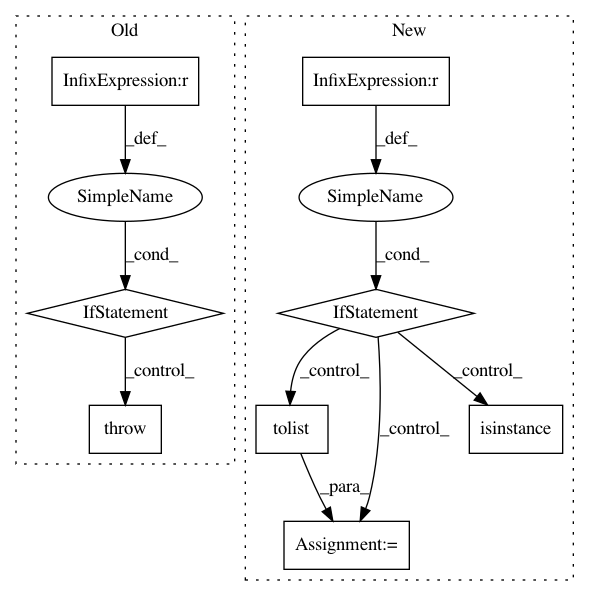 Old
InfixExpression:r
_def_
SimpleName
_cond_
IfStatement
_control_
throw
New
InfixExpression:r
_def_
SimpleName
_cond_
IfStatement
_control_
_control_
_control_
tolist
isinstance
_para_
Assignment:=